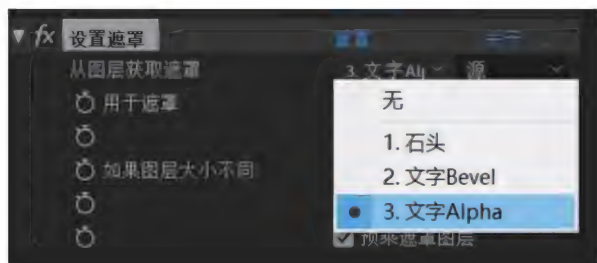 fx 设置遮罩
从图层获取遮罩 3. 文字Al 源
用于遮罩
如果图层大小不同
无
1. 石头
2. 文字Bevel
3. 文字Alpha
预乘遮罩图层